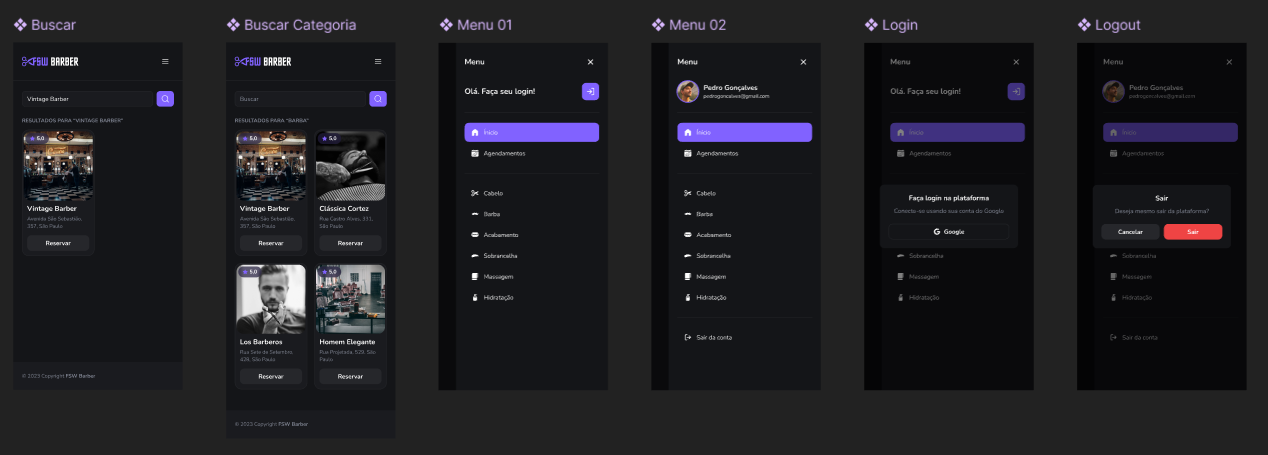 Buscar
FSW BARBER
Vintage Barber
RESULTADOS PARA "VINTAGE BARBER"
5,0
Vintage Barber
Avenida São Sebastião,
357, São Paulo
Reservar
© 2023 Copyright FSW Barber
Buscar Categoria
FSW BARBER
Buscar
RESULTADOS PARA "BARBA"
5,0
Vintage Barber
Avenida São Sebastião,
357, São Paulo
Reservar
5,0
Clássica Cortez
Rua Castro Alves, 331,
São Paulo
Reservar
5,0
Los Barberos
Rua Sete de Setembro,
428, São Paulo
Reservar
5,0
Homem Elegante
Rua Projetada, 529, São
Paulo
Reservar
© 2023 Copyright FSW Barber
Menu 01
Menu
Olá. Faça seu login!
Início
Agendamentos
Cabelo
Barba
Acabamento
Sobrancelha
Massagem
Hidratação
Menu 02
Menu
Pedro Gonçalves
pedrogoncalves@gmail.com
Início
Agendamentos
Cabelo
Barba
Acabamento
Sobrancelha
Massagem
Hidratação
Sair da conta
Login
Menu
Olá. Faça seu login!
Início
Agendamentos
Faça login na plataforma
Conecte-se usando sua conta do Google
Google
Sobrancelha
Massagem
Hidratação
Logout
Menu
Pedro Gonçalves
pedrogoncalves@gmail.com
Início
Agendamentos
Sair
Deseja mesmo sair da plataforma?
Cancelar
Sair
Sobrancelha
Massagem
Hidratação
Sair da conta